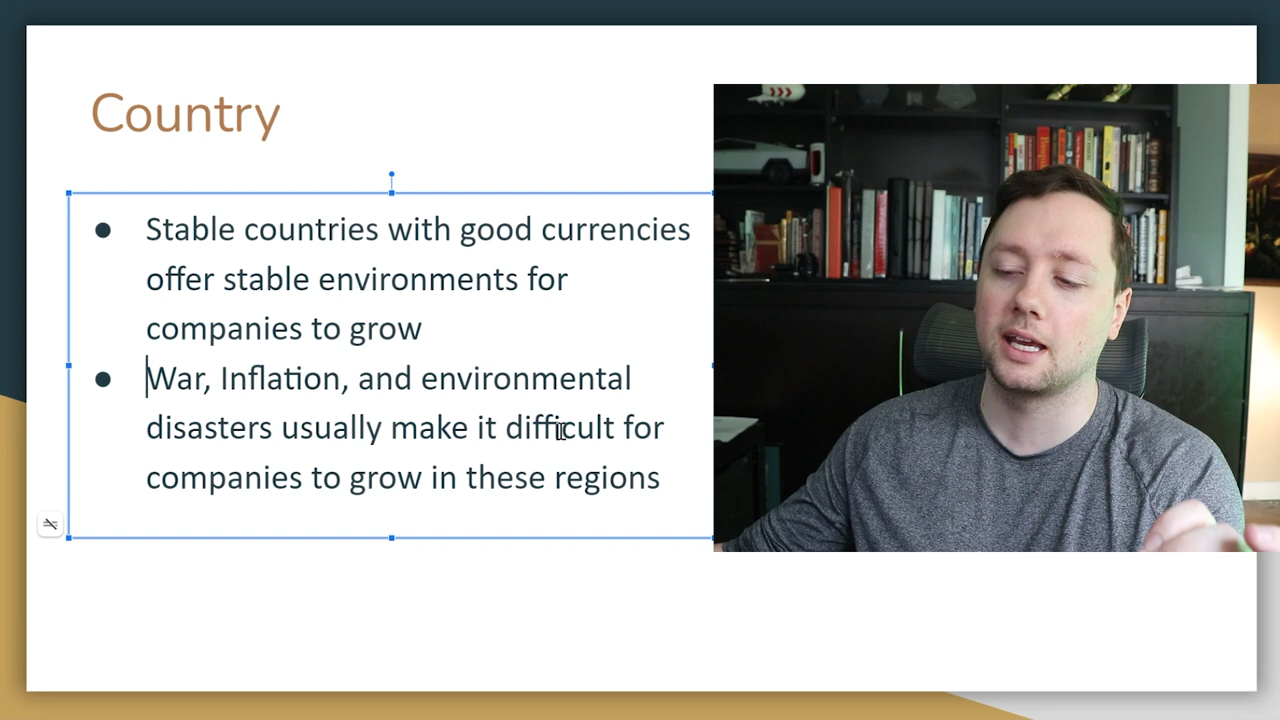 Country
● Stable countries with good currencies
offer stable environments for
companies to grow
● War, Inflation, and environmental
disasters usually make it difficult for
companies to grow in these regions